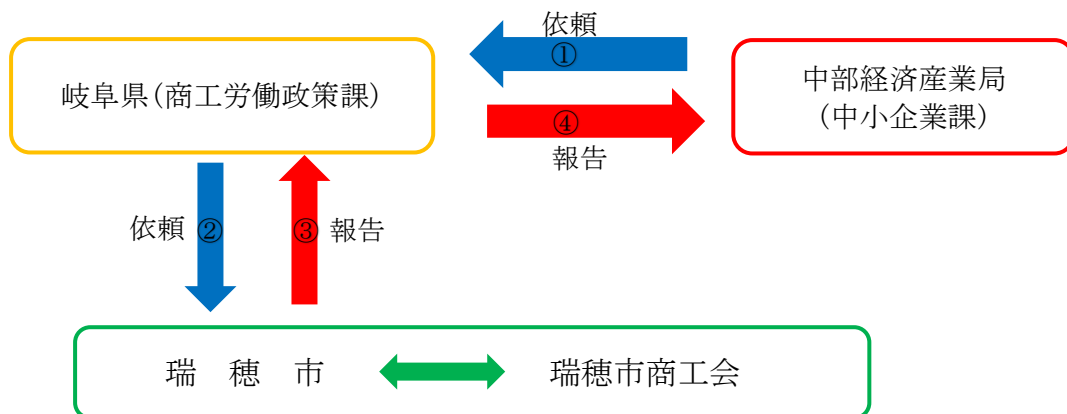 依頼
①
岐阜県(商工労働政策課)
中部経済産業局
(中小企業課)
④
報告
依頼 ②
③ 報告
瑞　穂　市
瑞穂市商工会